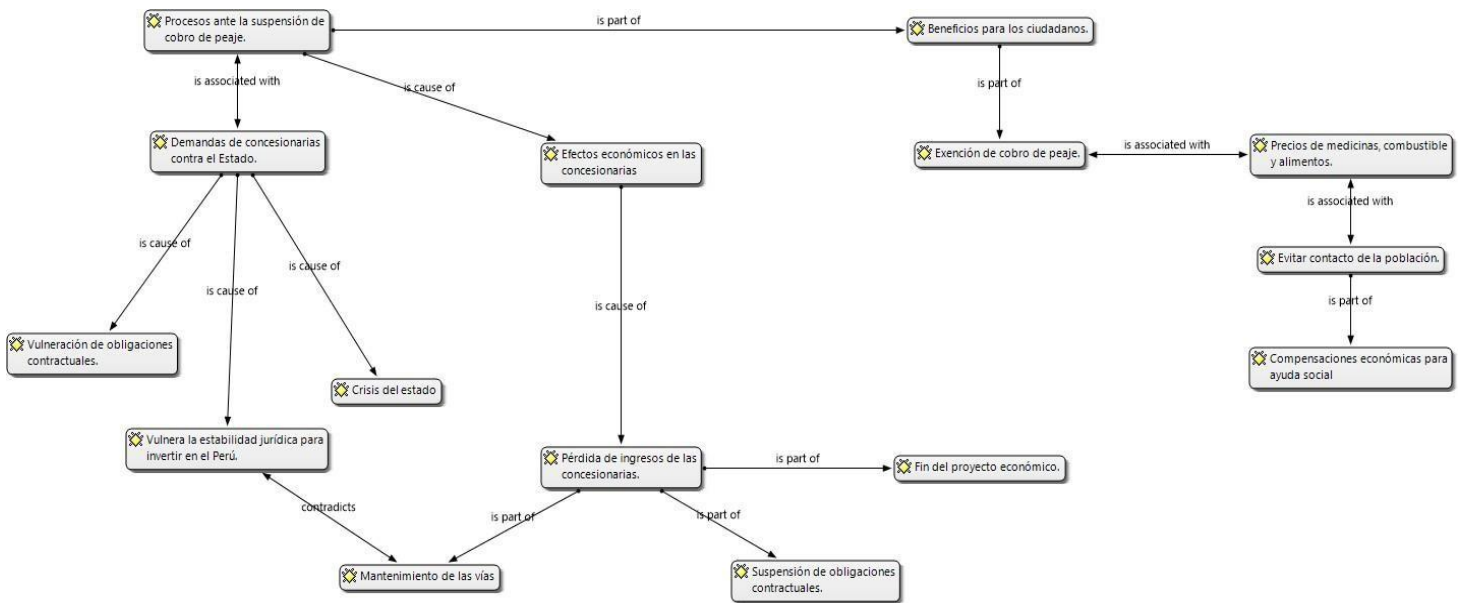 Procesos ante la suspensión de
cobro de peaje.
is part of
Beneficios para los ciudadanos.
is associated with
is cause of
is part of
Demandas de concesionarias
contra el Estado.
Efectos económicos en las
concesionarias
Exención de cobro de peaje.
is associated with
Precios de medicinas, combustible
y alimentos.
is associated with
is cause of
is cause of
is cause of
is cause of
Evitar contacto de la población.
is part of
Vulneración de obligaciones
contractuales.
Crisis del estado
Compensaciones económicas para
ayuda social
Vulnera la estabilidad jurídica para
invertir en el Perú.
Pérdida de ingresos de las
concesionarias.
is part of
Fin del proyecto económico.
contradicts
is part of
is part of
Mantenimiento de las vías
Suspensión de obligaciones
contractuales.